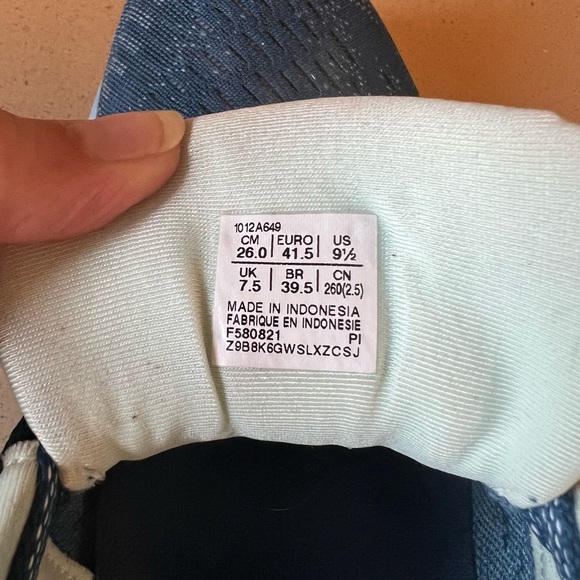 1012A649
CM | EURO | US
26.0 | 41.5 | 9½
UK | BR | CN
7.5 | 39.5 | 260(2.5)
MADE IN INDONESIA
FABRIQUE EN INDONESIE
F580821 PI
Z9B8K6GWSLXZCSJ